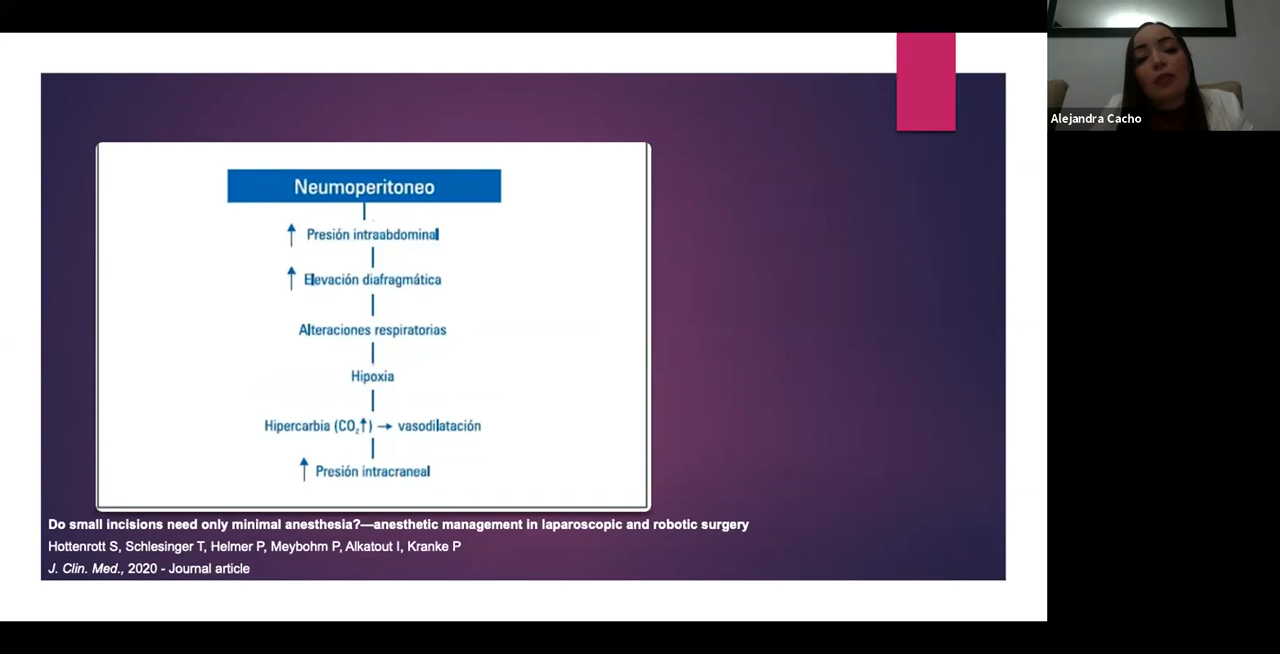 Neumoperitoneo
↑ Presión intraabdominal
↑ Elevación diafragmática
Alteraciones respiratorias
Hipoxia
Hipercarbia (CO₂↑) → vasodilatación
↑ Presión intracraneal
Do small incisions need only minimal anesthesia?—anesthetic management in laparoscopic and robotic surgery
Hottenrott S, Schlesinger T, Helmer P, Meybohm P, Alkatout I, Kranke P
J. Clin. Med., 2020 - Journal article
Alejandra Cacho